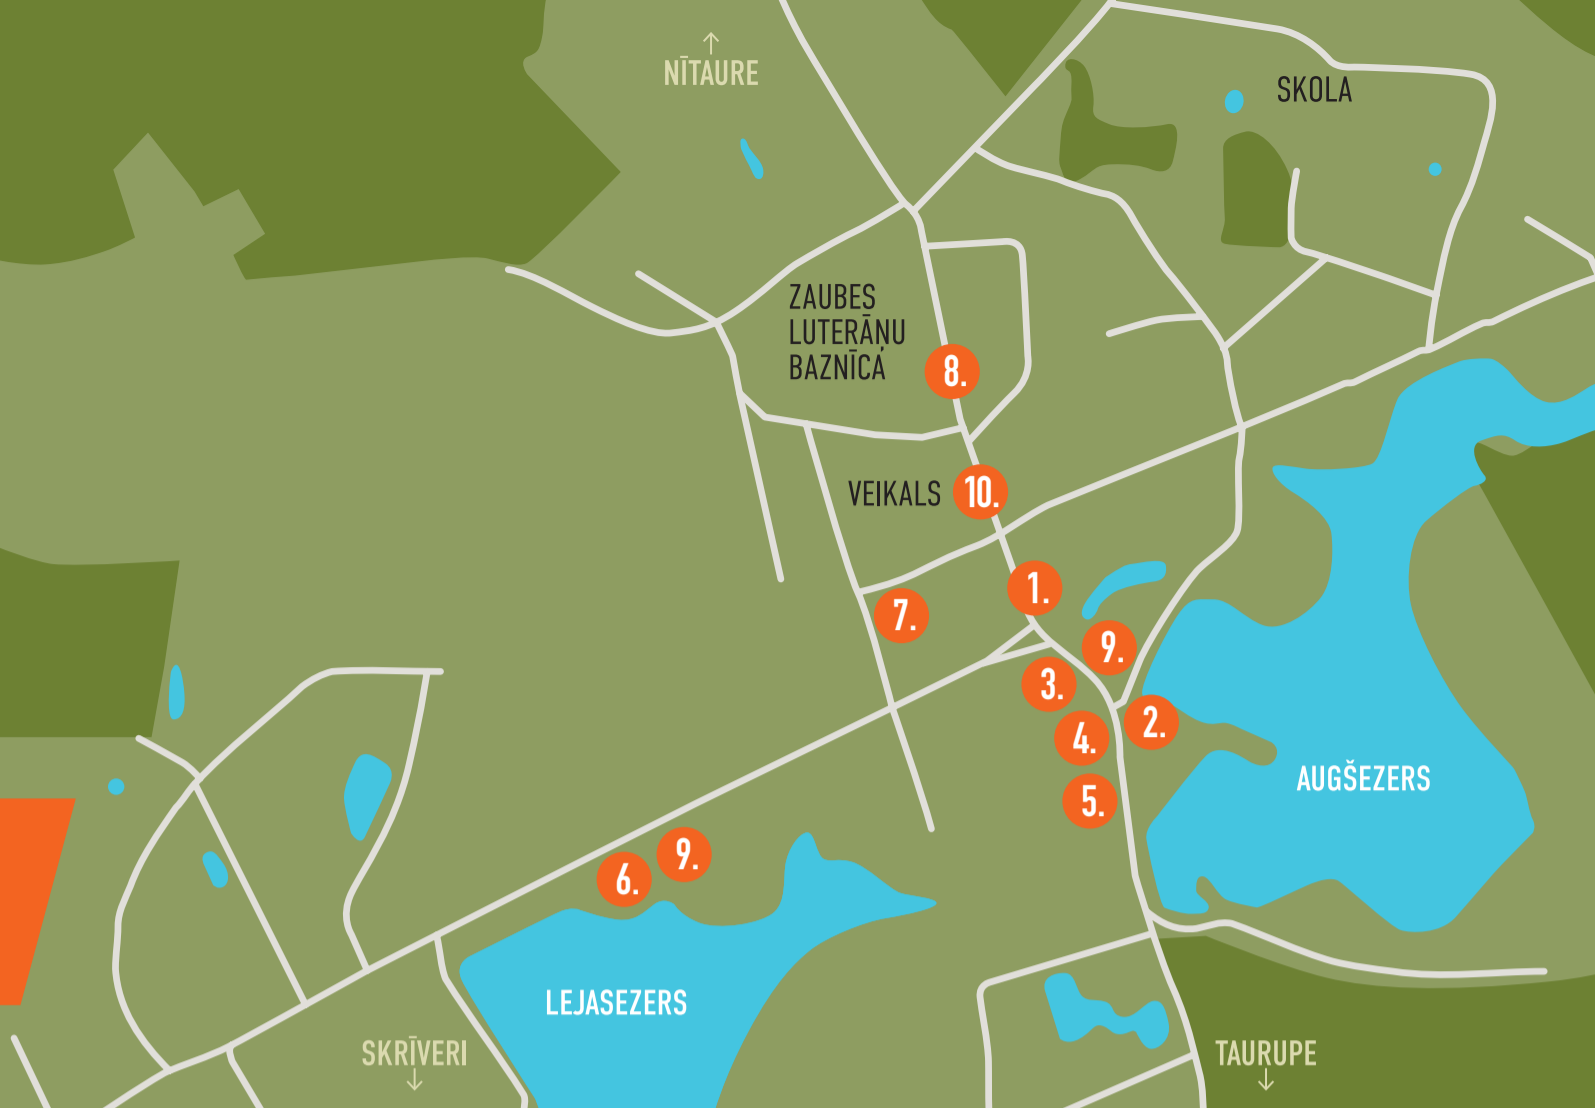 ↑
NĪTAURE
SKOLA
ZAUBES
LUTERĀŅU
BAZNĪCA
8.
VEIKALS
10.
1.
7.
9.
3.
2.
4.
5.
AUGŠEZERS
9.
6.
LEJASEZERS
SKRĪVERI
↓
TAURUPE
↓